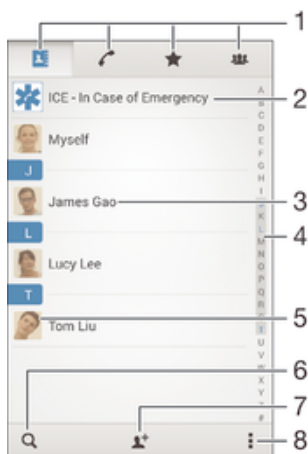 1
ICE - In Case of Emergency
2
Myself
J
James Gao
3
L
4
Lucy Lee
T
Tom Liu
5
6
7
8
A
B
C
D
E
F
G
H
I
J
K
L
M
N
O
P
Q
R
S
T
U
V
W
X
Y
Z
#